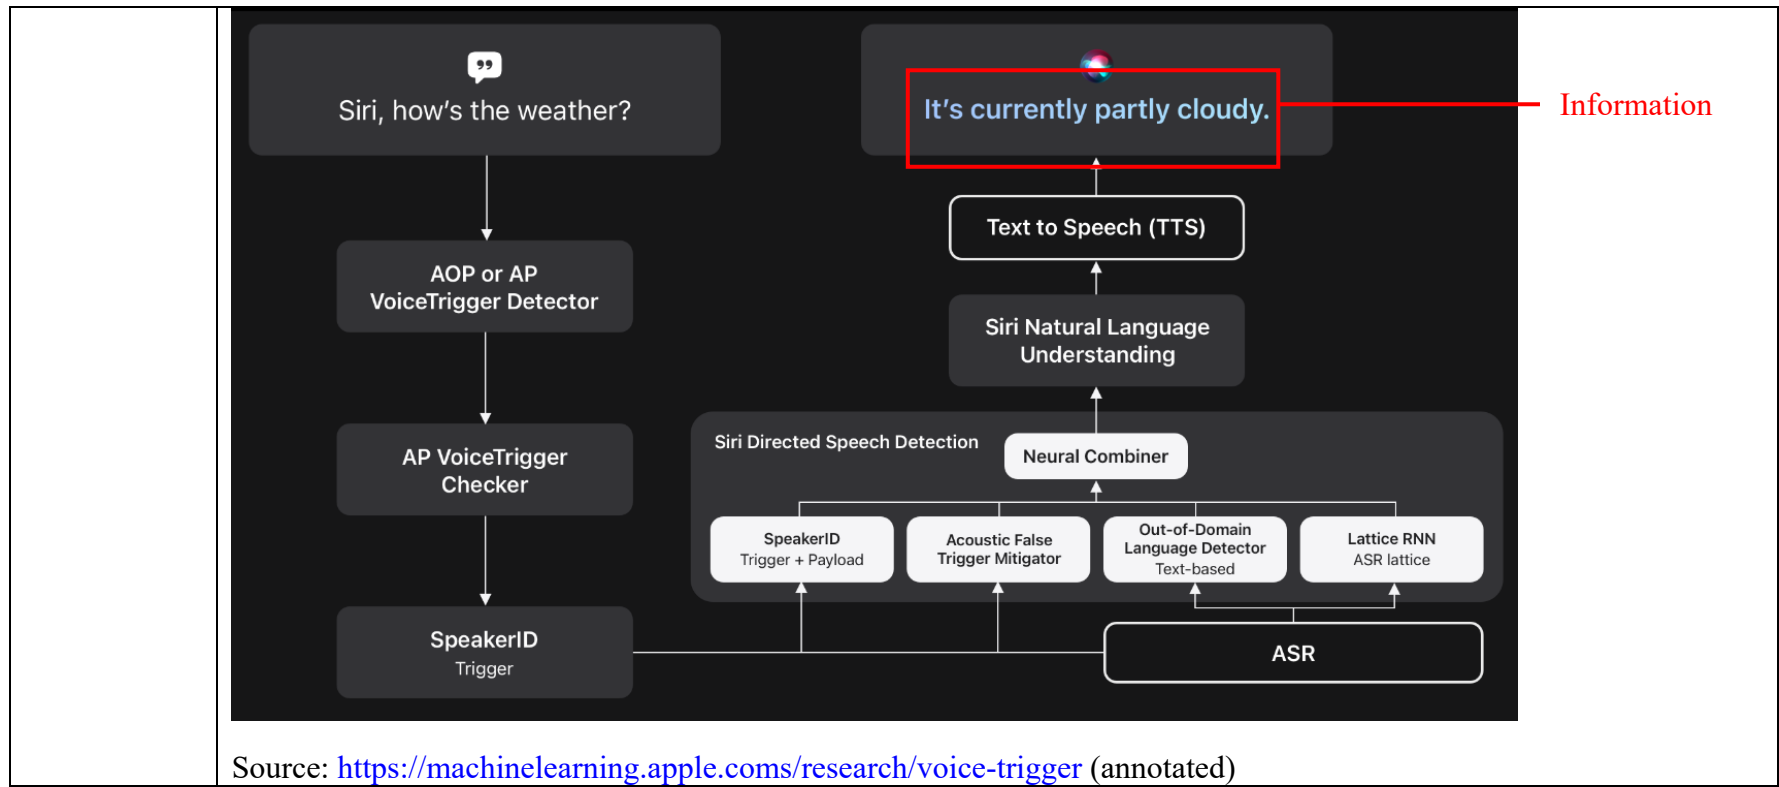 Siri, how's the weather?
AOP or AP
VoiceTrigger Detector
AP VoiceTrigger
Checker
SpeakerID
Trigger
It's currently partly cloudy.
Information
Text to Speech (TTS)
Siri Natural Language
Understanding
Siri Directed Speech Detection
Neural Combiner
SpeakerID
Trigger + Payload
Acoustic False
Trigger Mitigator
Out-of-Domain
Language Detector
Text-based
Lattice RNN
ASR lattice
ASR
Source: https://machinelearning.apple.coms/research/voice-trigger (annotated)